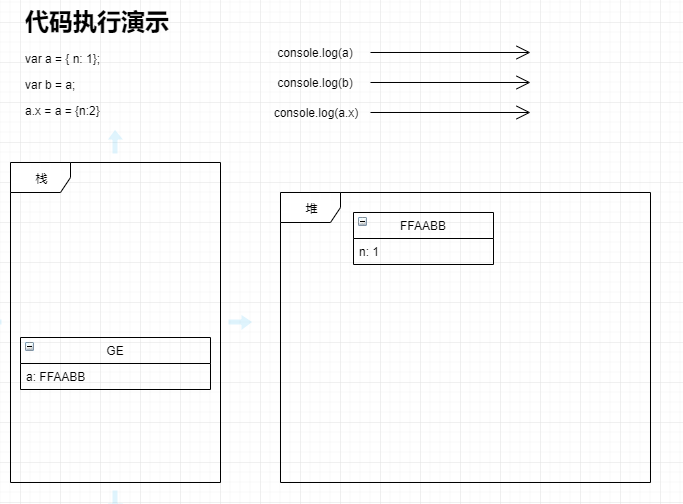 代码执行演示
var a = { n: 1};
var b = a;
a.x = a = {n:2}
console.log(a)
console.log(b)
console.log(a.x)
栈
GE
a: FFAABB
堆
FFAABB
n: 1